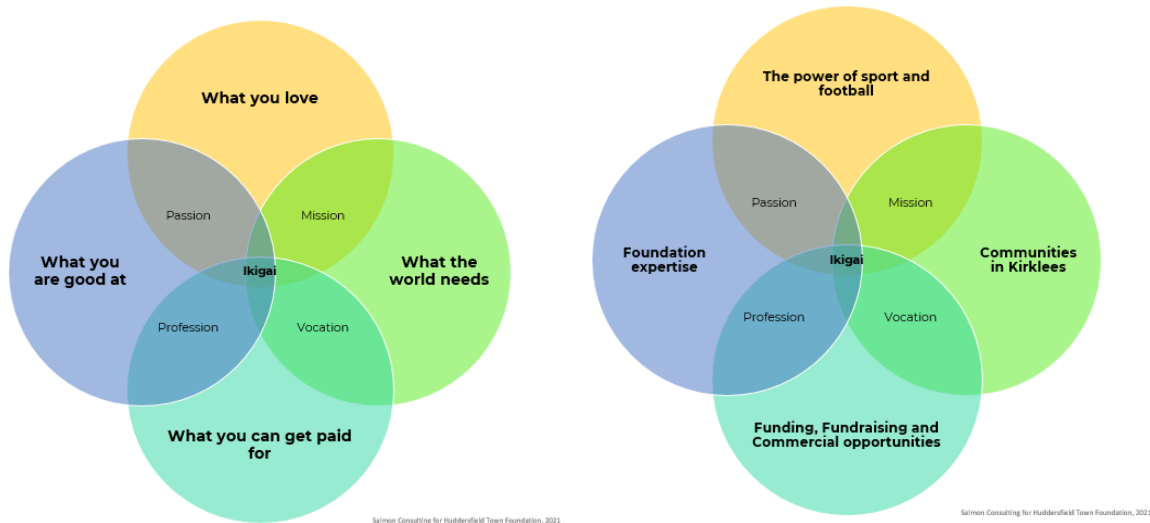 What you love
Passion
Mission
What you
are good at
Ikigai
What the
world needs
Profession
Vocation
What you can get paid
for
Salmon Consulting for Huddersfield Town Foundation, 2021
The power of sport and
football
Passion
Mission
Foundation
expertise
Ikigai
Communities
in Kirklees
Profession
Vocation
Funding, Fundraising and
Commercial opportunities
Salmon Consulting for Huddersfield Town Foundation, 2021